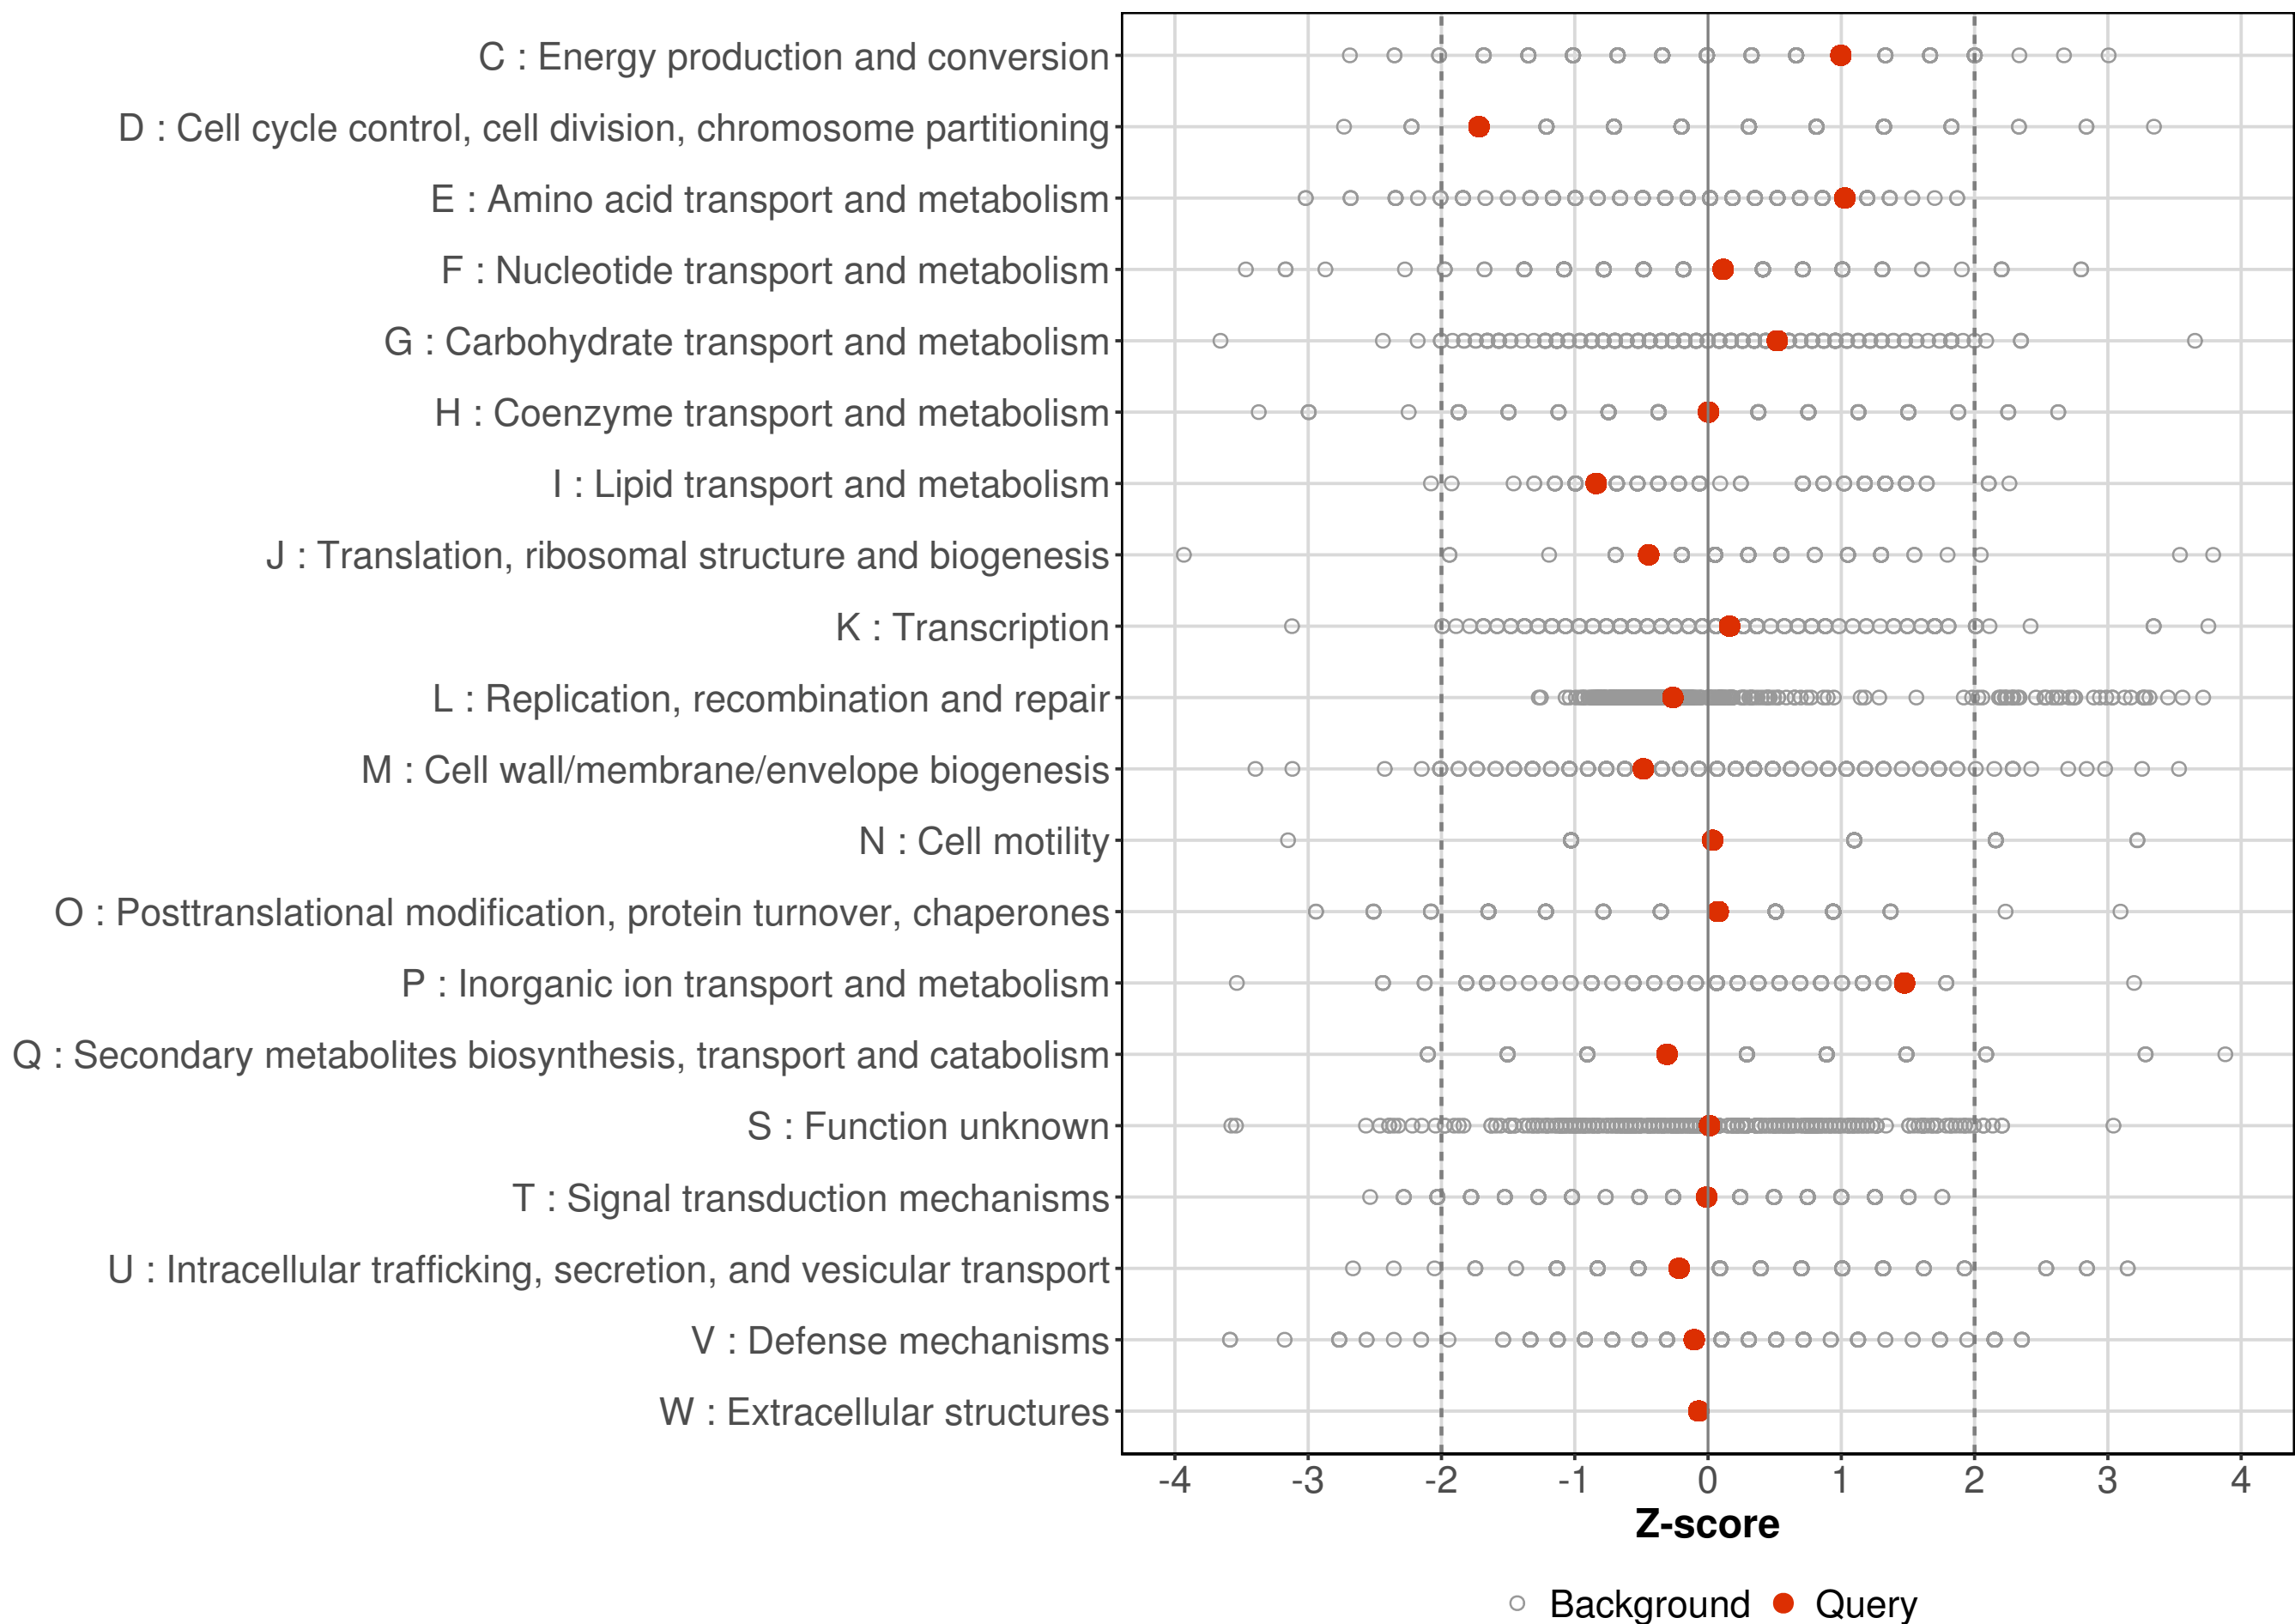 C : Energy production and conversion
D : Cell cycle control, cell division, chromosome partitioning
E : Amino acid transport and metabolism
F : Nucleotide transport and metabolism
G : Carbohydrate transport and metabolism
H : Coenzyme transport and metabolism
I : Lipid transport and metabolism
J : Translation, ribosomal structure and biogenesis
K : Transcription
L : Replication, recombination and repair
M : Cell wall/membrane/envelope biogenesis
N : Cell motility
O : Posttranslational modification, protein turnover, chaperones
P : Inorganic ion transport and metabolism
Q : Secondary metabolites biosynthesis, transport and catabolism
S : Function unknown
T : Signal transduction mechanisms
U : Intracellular trafficking, secretion, and vesicular transport
V : Defense mechanisms
W : Extracellular structures
-4 -3 -2 -1 0 1 2 3 4
Z-score
Background Query